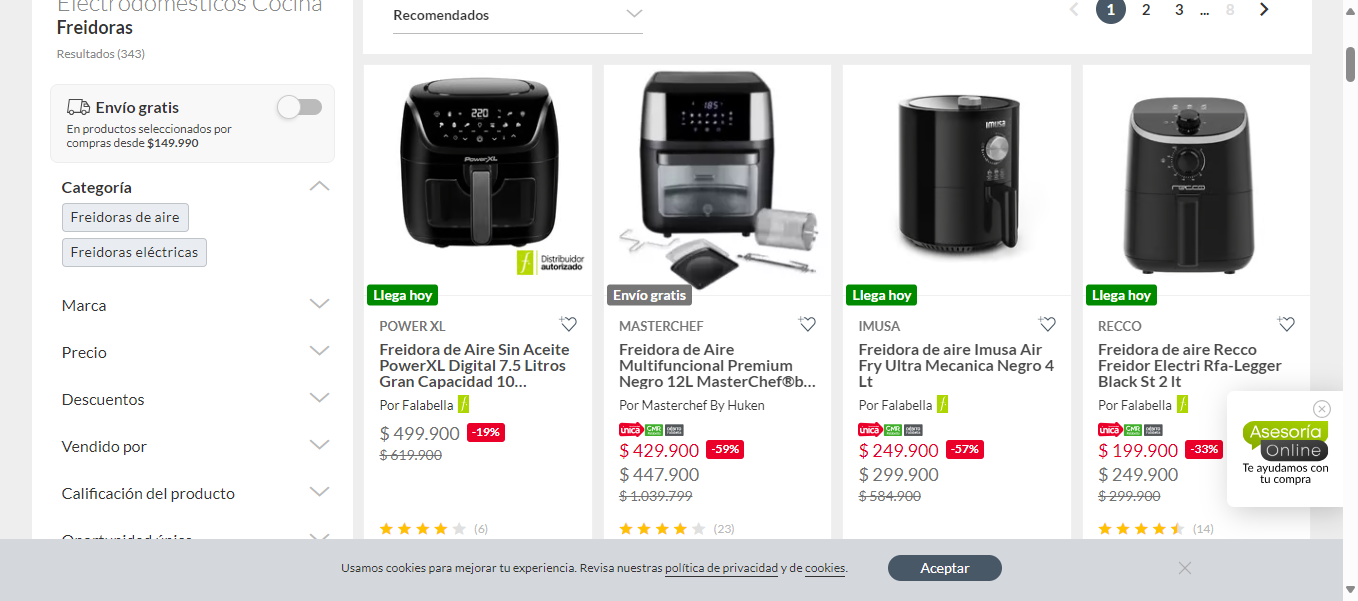 Electrodomésticos Cocina
Freidoras
Resultados (343)
Envío gratis
En productos seleccionados por
compras desde $149.990
Categoría
Freidoras de aire
Freidoras eléctricas
Marca
Precio
Descuentos
Vendido por
Calificación del producto
Oportunidad única
Recomendados
1 2 3 ... 8
220
PowerXL
Distribuidor
autorizado
Llega hoy
POWER XL
Freidora de Aire Sin Aceite
PowerXL Digital 7.5 Litros
Gran Capacidad 10...
Por Falabella
$ 499.900 -19%
$ 619.900
(6)
185
Envío gratis
MASTERCHEF
Freidora de Aire
Multifuncional Premium
Negro 12L MasterChef®b...
Por Masterchef By Huken
única CMR
$ 429.900 -59%
$ 447.900
$ 1.039.799
(23)
IMUSA
Llega hoy
IMUSA
Freidora de aire Imusa Air
Fry Ultra Mecanica Negro 4
Lt
Por Falabella
única CMR
$ 249.900 -57%
$ 299.900
$ 584.900
recco
Llega hoy
RECCO
Freidora de aire Recco
Freidor Electri Rfa-Legger
Black St 2 lt
Por Falabella
única CMR
$ 199.900 -33%
$ 249.900
$ 299.900
(14)
Asesoría
Online
Te ayudamos con
tu compra
Usamos cookies para mejorar tu experiencia. Revisa nuestras política de privacidad y de cookies.
Aceptar